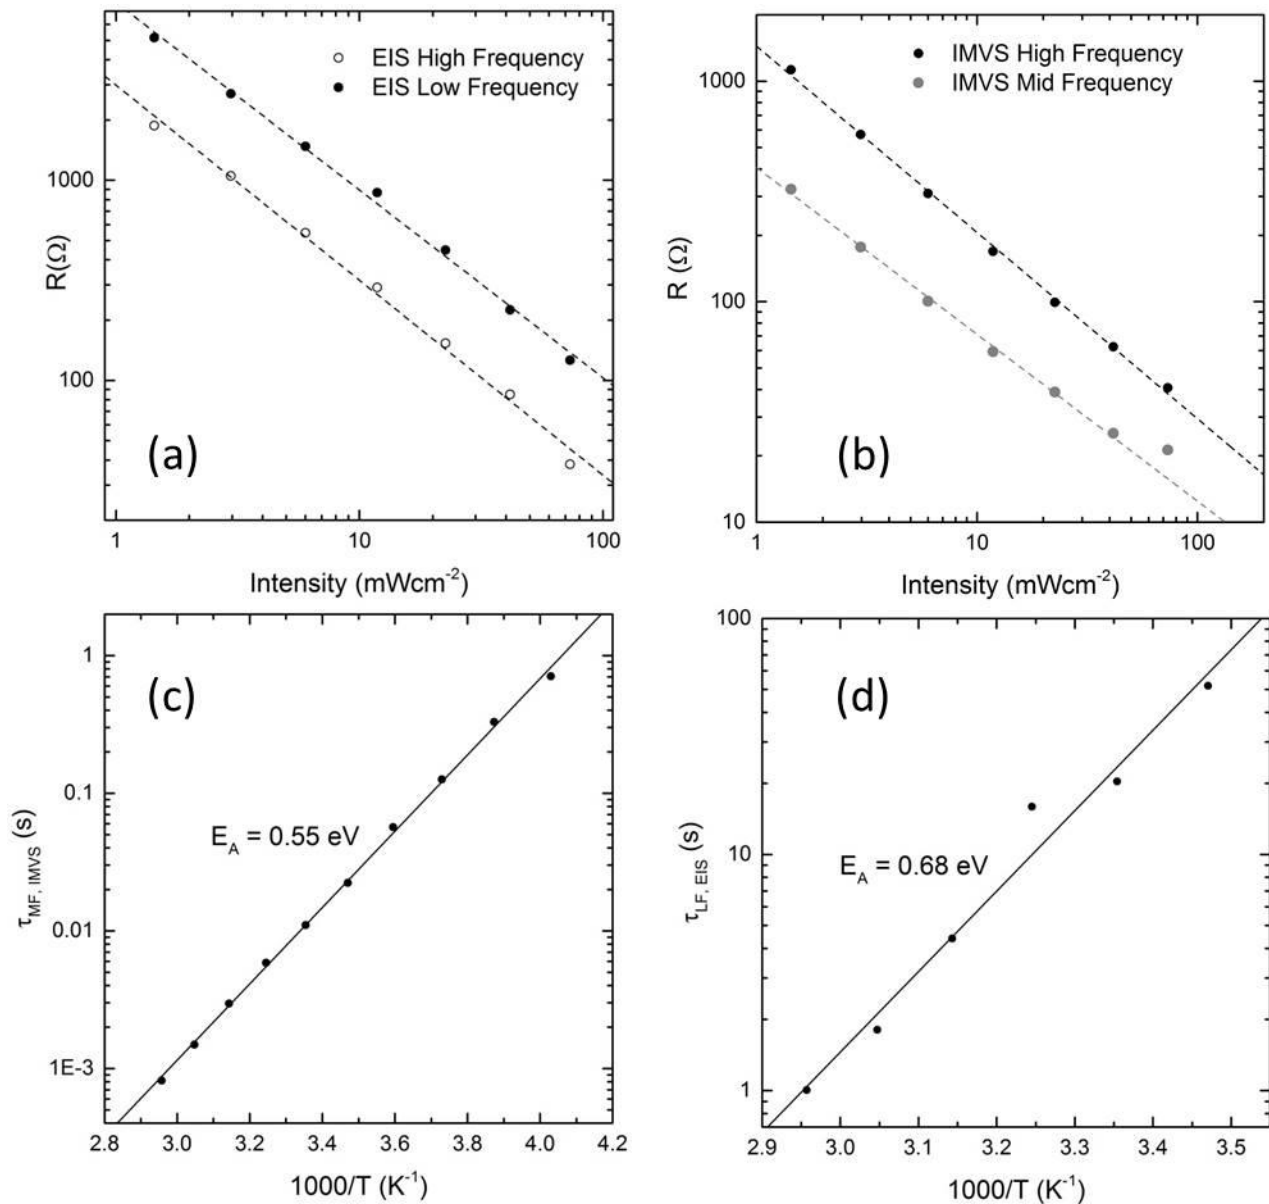 EIS High Frequency
EIS Low Frequency
1000
100
R(Ω)
(a)
1
10
100
Intensity (mWcm-2)
IMVS High Frequency
IMVS Mid Frequency
1000
100
10
R (Ω)
(b)
1
10
100
Intensity (mWcm-2)
1
0.1
0.01
1E-3
τMF, IMVS (s)
(c)
EA = 0.55 eV
2.8
3.0
3.2
3.4
3.6
3.8
4.0
4.2
1000/T (K-1)
100
10
1
τLF, EIS (s)
(d)
EA = 0.68 eV
2.9
3.0
3.1
3.2
3.3
3.4
3.5
1000/T (K-1)